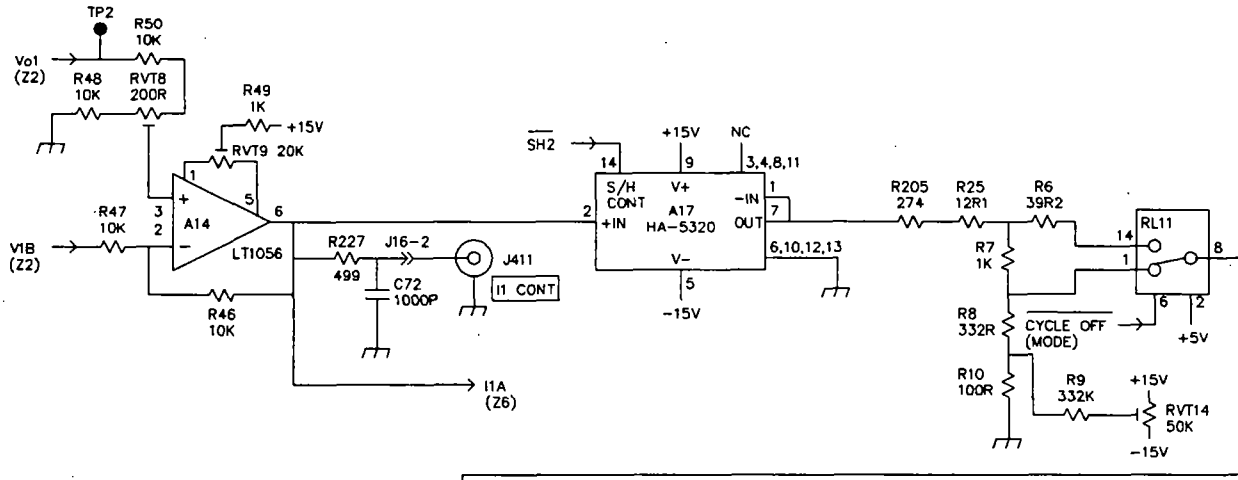 TP2
R50
10K
Vo1
(Z2)
R48
10K
RVT8
200R
R49
1K
+15V
RVT9 20K
1
5
+
3
2
−
A14
6
LT1056
R47
10K
V1B
(Z2)
R46
10K
R227
499
J16-2
C72
1000P
J411
I1 CONT
I1A
(Z6)
SH2
14
+15V
9
NC
3,4,8,11
S/H
CONT
V+
-IN
1
2
+IN
A17
HA-5320
OUT
7
V-
6,10,12,13
5
-15V
R205
274
R25
12R1
R6
39R2
RL11
14
8
1
R7
1K
6
2
CYCLE OFF
(MODE)
+5V
R8
332R
R10
100R
R9
332K
+15V
RVT14
50K
-15V